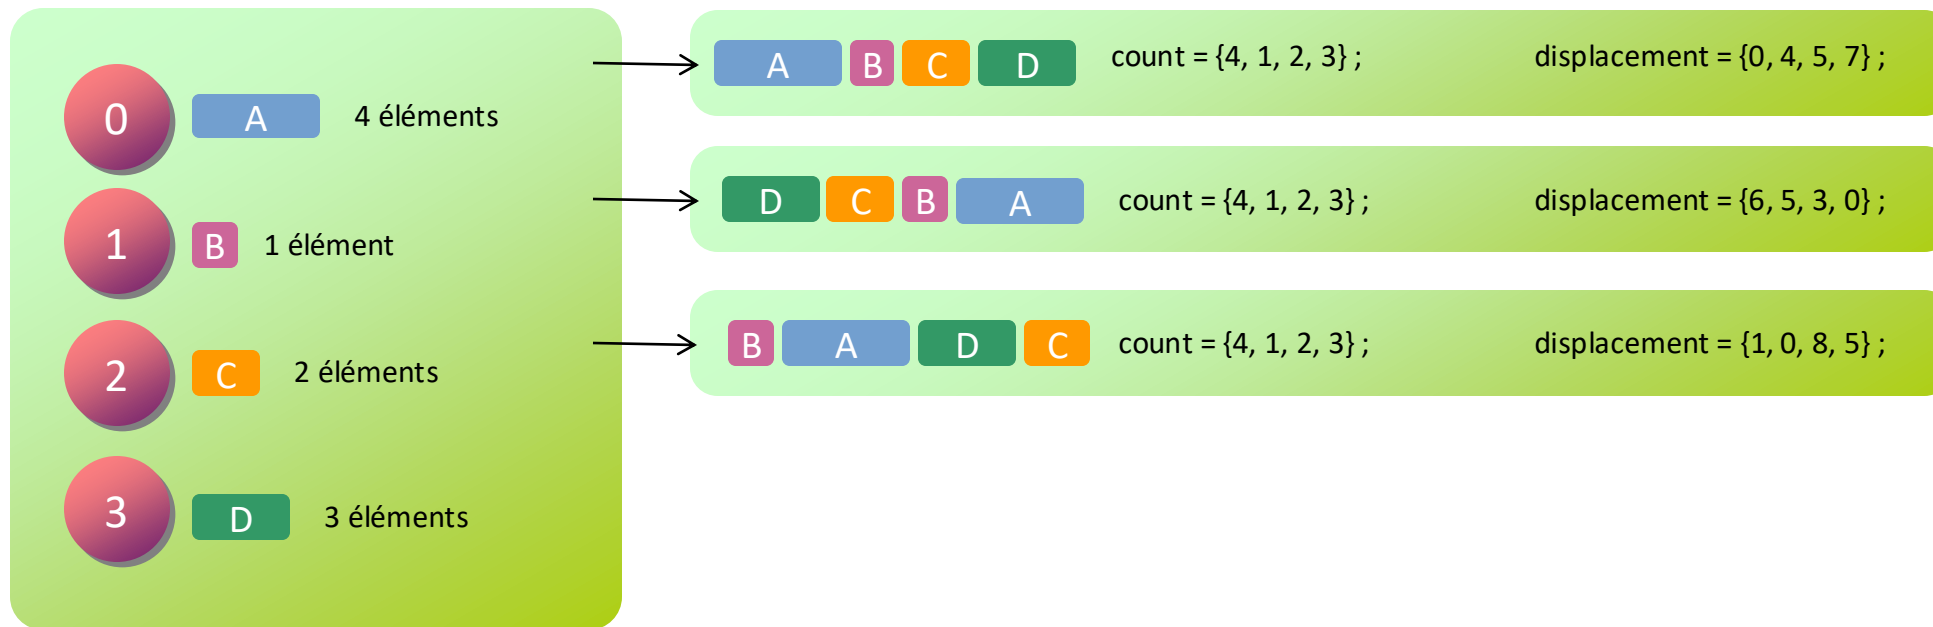 0 A 4 éléments
1 B 1 élément
2 C 2 éléments
3 D 3 éléments
A B C D count = {4, 1, 2, 3} ; displacement = {0, 4, 5, 7} ;
D C B A count = {4, 1, 2, 3} ; displacement = {6, 5, 3, 0} ;
B A D C count = {4, 1, 2, 3} ; displacement = {1, 0, 8, 5} ;